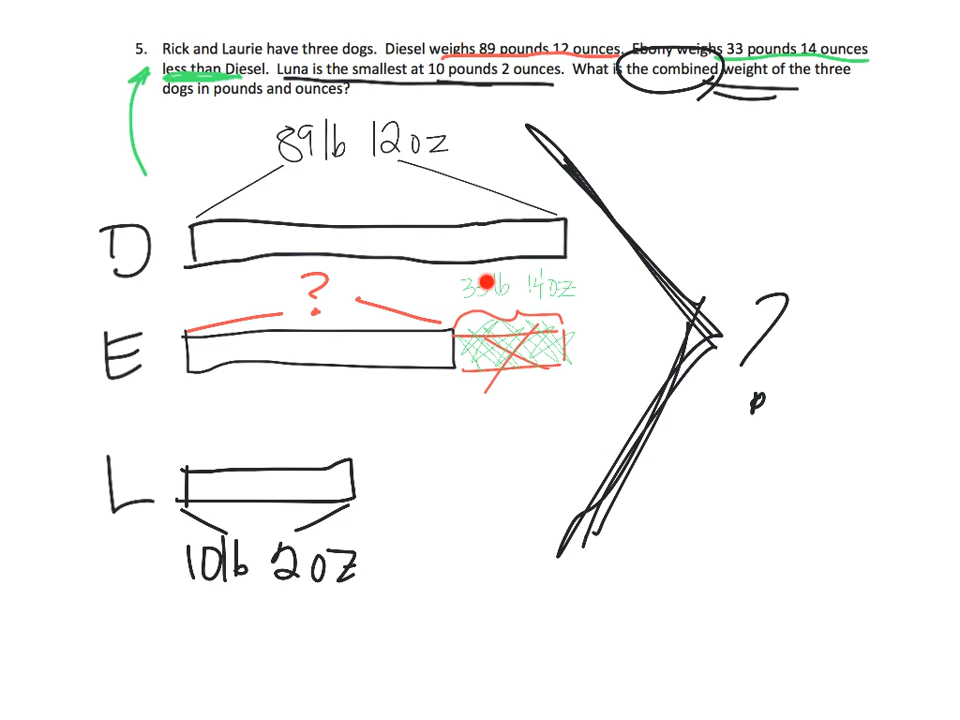 5. Rick and Laurie have three dogs. Diesel weighs 89 pounds 12 ounces. Ebony weighs 33 pounds 14 ounces
less than Diesel. Luna is the smallest at 10 pounds 2 ounces. What is the combined weight of the three
dogs in pounds and ounces?
89 lb 12 oz
D
?
33 lb 14 oz
E
?
L
10 lb 2 oz